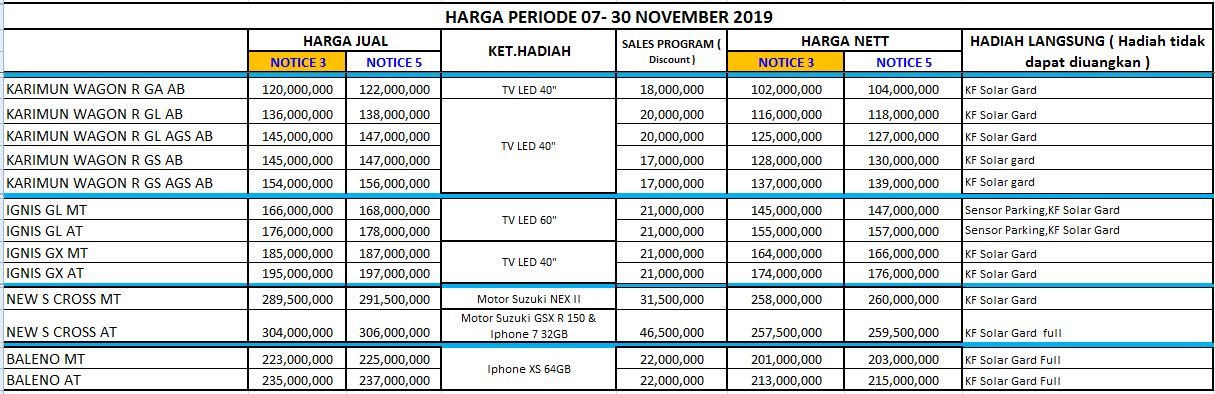 HARGA PERIODE 07- 30 NOVEMBER 2019
HARGA JUAL KET.HADIAH SALES PROGRAM ( Discount ) HARGA NETT HADIAH LANGSUNG ( Hadiah tidak dapat diuangkan )
NOTICE 3 NOTICE 5 NOTICE 3 NOTICE 5
KARIMUN WAGON R GA AB 120,000,000 122,000,000 TV LED 40" 18,000,000 102,000,000 104,000,000 KF Solar Gard
KARIMUN WAGON R GL AB 136,000,000 138,000,000 20,000,000 116,000,000 118,000,000 KF Solar Gard
KARIMUN WAGON R GL AGS AB 145,000,000 147,000,000 TV LED 40" 20,000,000 125,000,000 127,000,000 KF Solar Gard
KARIMUN WAGON R GS AB 145,000,000 147,000,000 17,000,000 128,000,000 130,000,000 KF Solar gard
KARIMUN WAGON R GS AGS AB 154,000,000 156,000,000 17,000,000 137,000,000 139,000,000 KF Solar gard
IGNIS GL MT 166,000,000 168,000,000 TV LED 60" 21,000,000 145,000,000 147,000,000 Sensor Parking,KF Solar Gard
IGNIS GL AT 176,000,000 178,000,000 21,000,000 155,000,000 157,000,000 Sensor Parking,KF Solar Gard
IGNIS GX MT 185,000,000 187,000,000 TV LED 40" 21,000,000 164,000,000 166,000,000 KF Solar Gard
IGNIS GX AT 195,000,000 197,000,000 21,000,000 174,000,000 176,000,000 KF Solar Gard
NEW S CROSS MT 289,500,000 291,500,000 Motor Suzuki NEX II 31,500,000 258,000,000 260,000,000 KF Solar Gard
NEW S CROSS AT 304,000,000 306,000,000 Motor Suzuki GSX R 150 & Iphone 7 32GB 46,500,000 257,500,000 259,500,000 KF Solar Gard full
BALENO MT 223,000,000 225,000,000 Iphone XS 64GB 22,000,000 201,000,000 203,000,000 KF Solar Gard Full
BALENO AT 235,000,000 237,000,000 22,000,000 213,000,000 215,000,000 KF Solar Gard Full